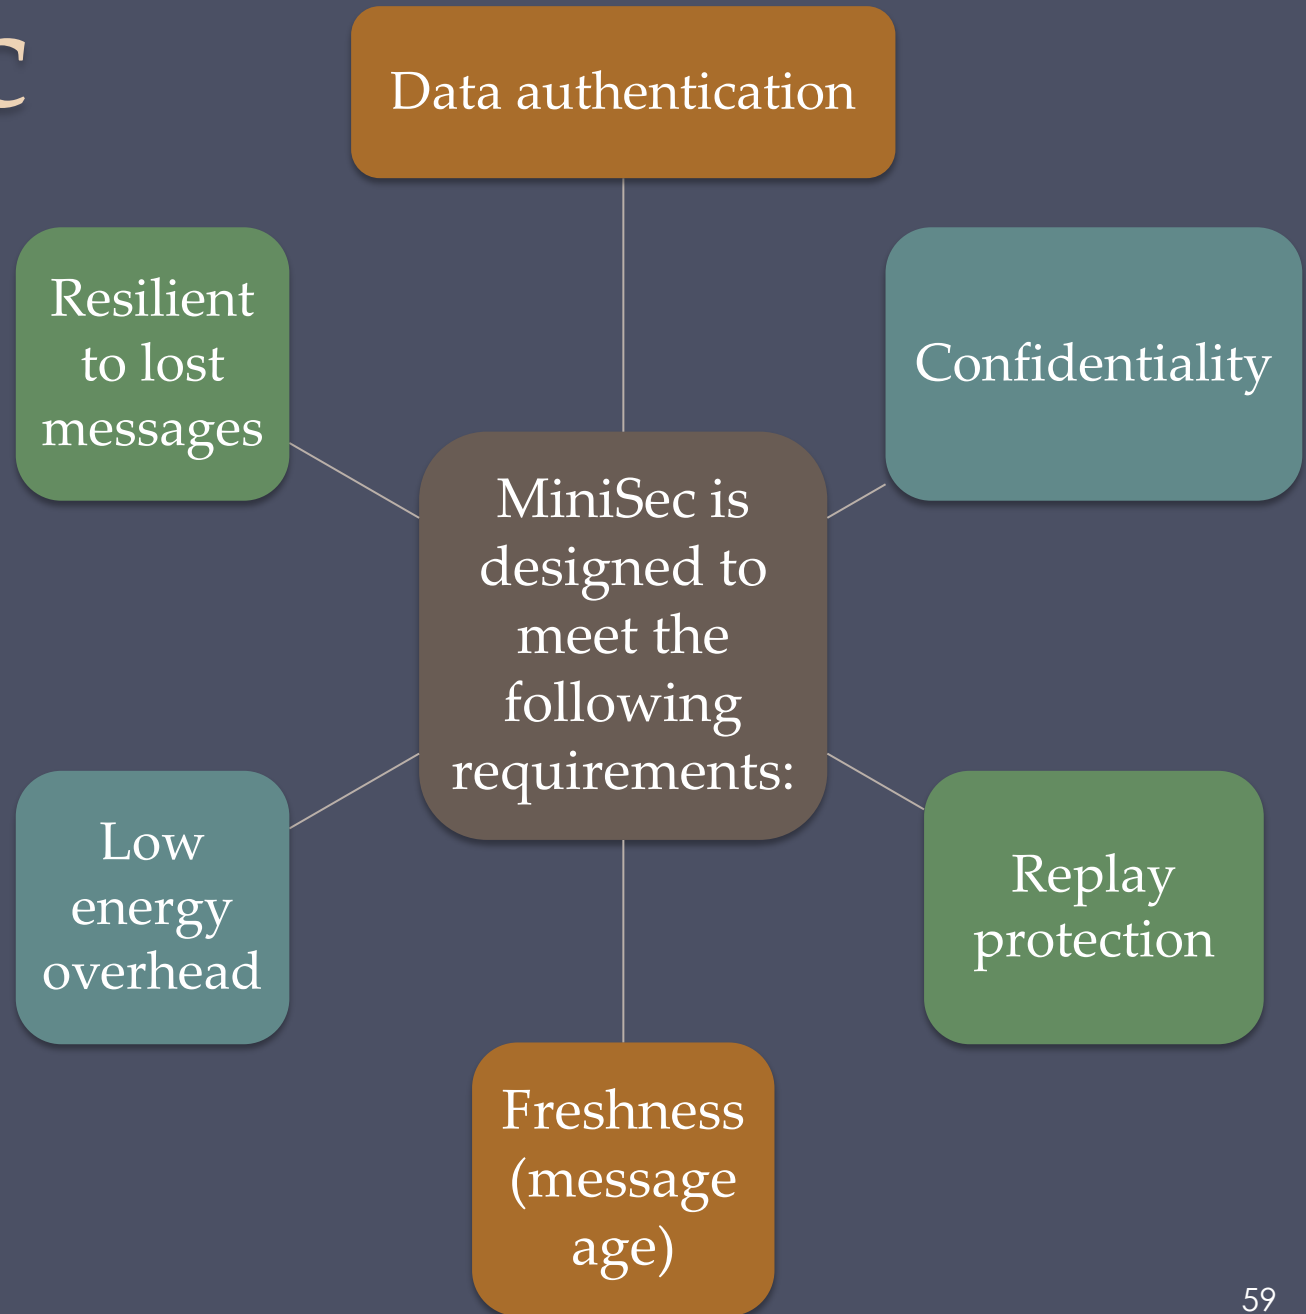 C
Data authentication
Resilient
to lost
messages
Confidentiality
MiniSec is
designed to
meet the
following
requirements:
Low
energy
overhead
Replay
protection
Freshness
(message
age)
59